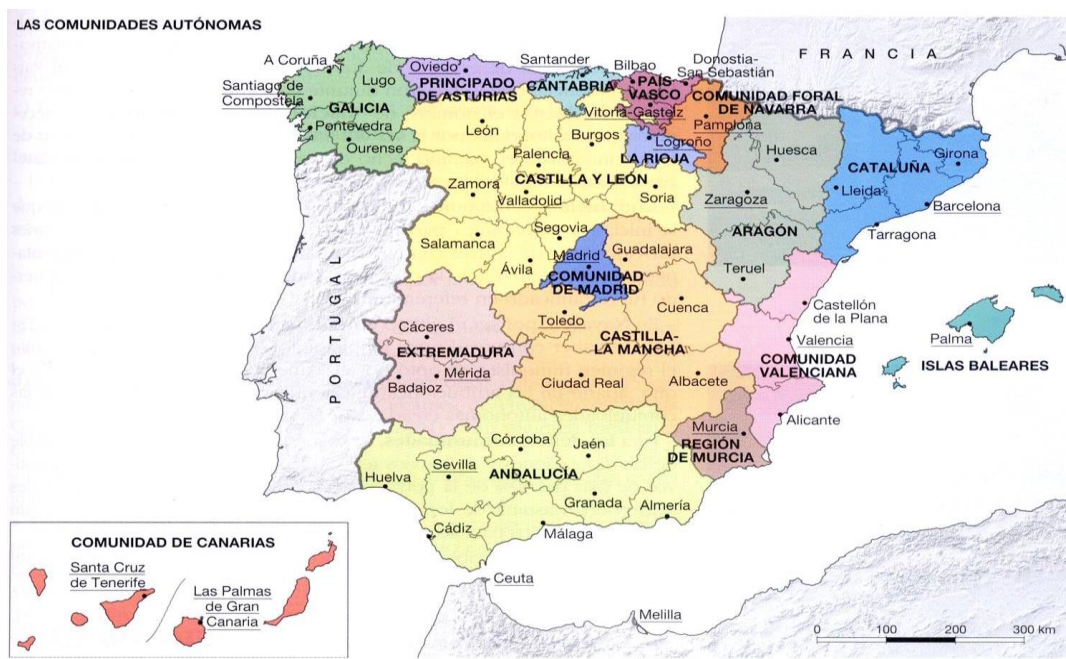 LAS COMUNIDADES AUTÓNOMAS
FRANCIA
A Coruña
Lugo
Santiago de
Compostela
GALICIA
Pontevedra
Ourense
Oviedo
PRINCIPADO
DE ASTURIAS
Santander
CANTABRIA
Bilbao
PAÍS
VASCO
Vitoria-Gasteiz
Donostia-
San Sebastián
COMUNIDAD FORAL
DE NAVARRA
Pamplona
Logroño
LA RIOJA
León
Burgos
Palencia
CASTILLA Y LEÓN
Zamora
Valladolid
Soria
Segovia
Salamanca
Ávila
Huesca
Zaragoza
ARAGÓN
Teruel
CATALUÑA
Girona
Lleida
Barcelona
Tarragona
Madrid
COMUNIDAD
DE MADRID
Guadalajara
Cuenca
Toledo
CASTILLA-
LA MANCHA
Ciudad Real
Albacete
PORTUGAL
Cáceres
EXTREMADURA
Mérida
Badajoz
Castellón
de la Plana
Valencia
COMUNIDAD
VALENCIANA
Alicante
Palma
ISLAS BALEARES
Murcia
REGIÓN
DE MURCIA
Córdoba
Jaén
Sevilla
ANDALUCÍA
Huelva
Granada
Almería
Cádiz
Málaga
Ceuta
Melilla
COMUNIDAD DE CANARIAS
Santa Cruz
de Tenerife
Las Palmas
de Gran
Canaria
0 100 200 300 km